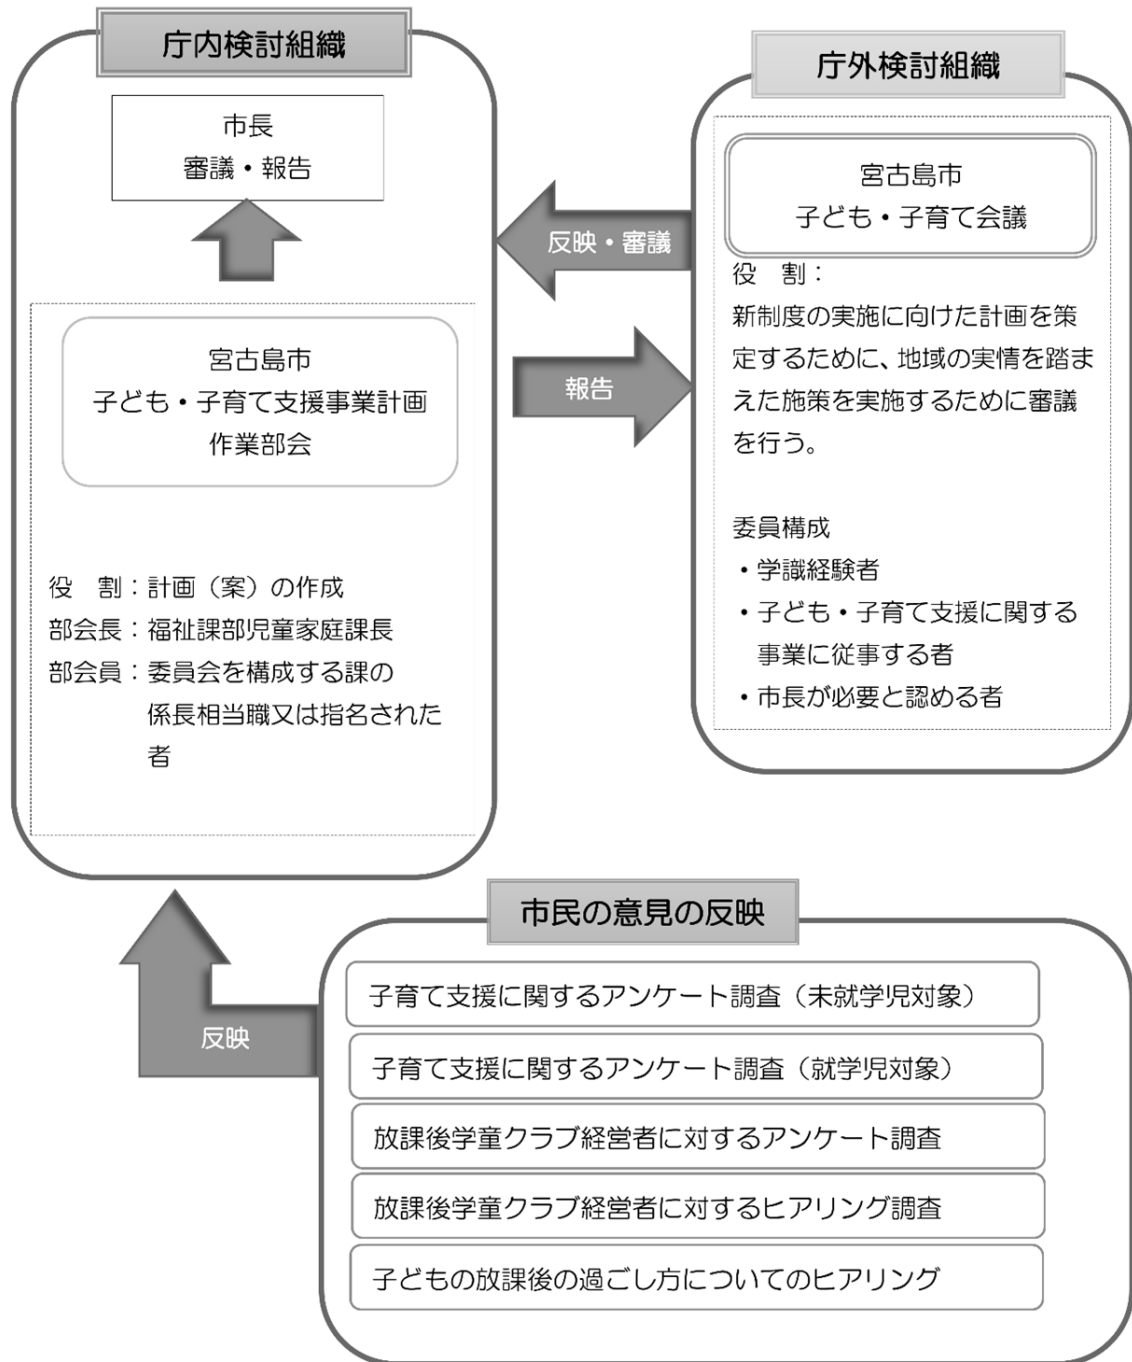 庁内検討組織
市長
審議・報告
宮古島市
子ども・子育て支援事業計画
作業部会
役　割：計画（案）の作成
部会長：福祉課部児童家庭課長
部会員：委員会を構成する課の
係長相当職又は指名された
者
反映・審議
報告
庁外検討組織
宮古島市
子ども・子育て会議
役　割：
新制度の実施に向けた計画を策
定するために、地域の実情を踏ま
えた施策を実施するために審議
を行う。
委員構成
・学識経験者
・子ども・子育て支援に関する
事業に従事する者
・市長が必要と認める者
反映
市民の意見の反映
子育て支援に関するアンケート調査（未就学児対象）
子育て支援に関するアンケート調査（就学児対象）
放課後学童クラブ経営者に対するアンケート調査
放課後学童クラブ経営者に対するヒアリング調査
子どもの放課後の過ごし方についてのヒアリング